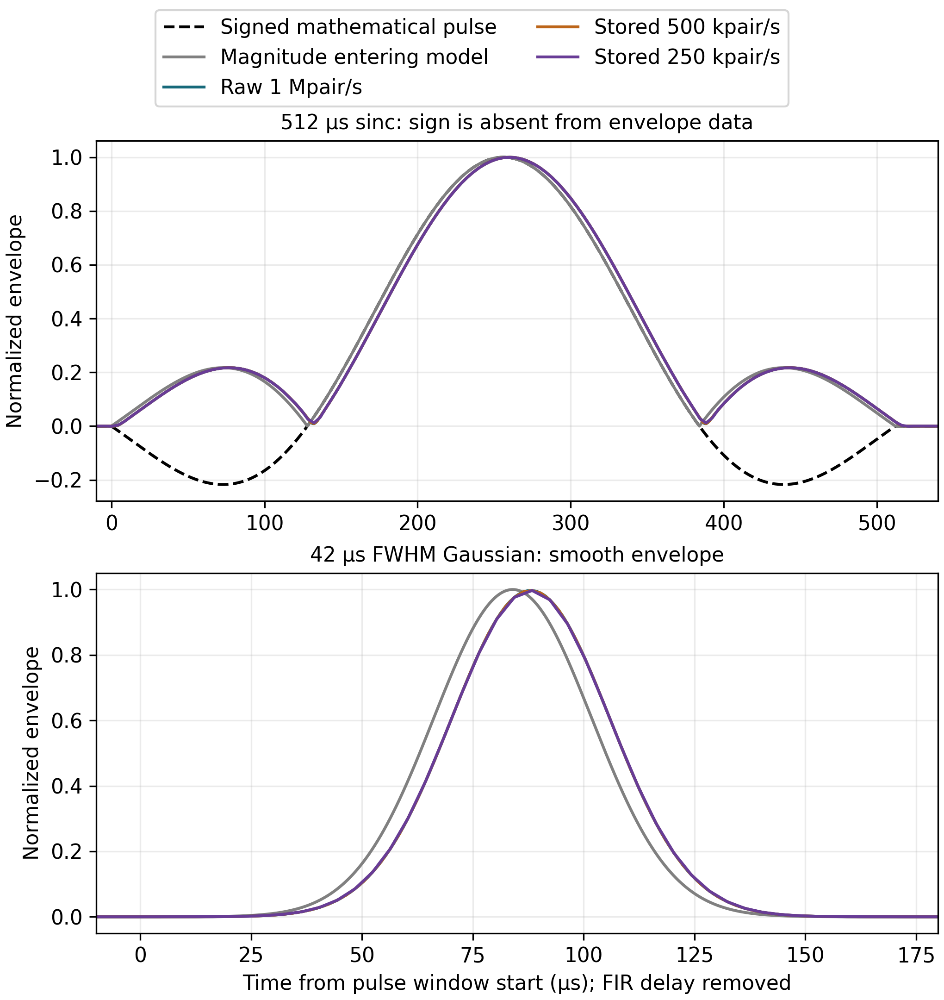 Signed mathematical pulse
Magnitude entering model
Raw 1 Mpair/s
Stored 500 kpair/s
Stored 250 kpair/s
512 µs sinc: sign is absent from envelope data
Normalized envelope
1.0
0.8
0.6
0.4
0.2
0.0
−0.2
0 100 200 300 400 500
42 µs FWHM Gaussian: smooth envelope
Normalized envelope
1.0
0.8
0.6
0.4
0.2
0.0
0 25 50 75 100 125 150 175
Time from pulse window start (µs); FIR delay removed